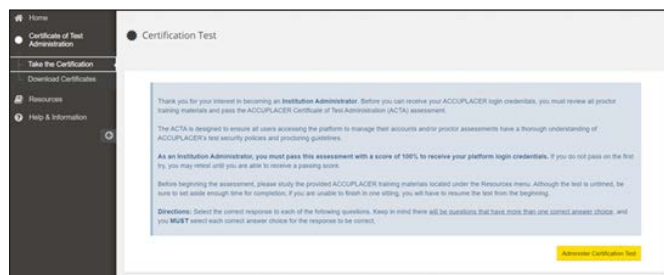 Home
Certificate of Test
Administration
Take the Certification
Download Certificates
Resources
Help & Information
Certification Test
Thank you for your interest in becoming an Institution Administrator. Before you can receive your ACCUPLACER login credentials, you must review all proctor
training materials and pass the ACCUPLACER Certificate of Test Administration (ACTA) assessment.
The ACTA is designed to ensure all users accessing the platform to manage their accounts and/or proctor assessments have a thorough understanding of
ACCUPLACER's test security policies and proctoring guidelines.
As an Institution Administrator, you must pass this assessment with a score of 100% to receive your platform login credentials. If you do not pass on the first
try, you may retest until you are able to receive a passing score.
Before beginning the assessment, please study the provided ACCUPLACER training materials located under the Resources menu. Although the test is untimed, be
sure to set aside enough time for completion; if you are unable to finish in one sitting, you will have to resume the test from the beginning.
Directions: Select the correct response to each of the following questions. Keep in mind there will be questions that have more than one correct answer choice, and
you MUST select each correct answer choice for the response to be correct.
Administer Certification Test